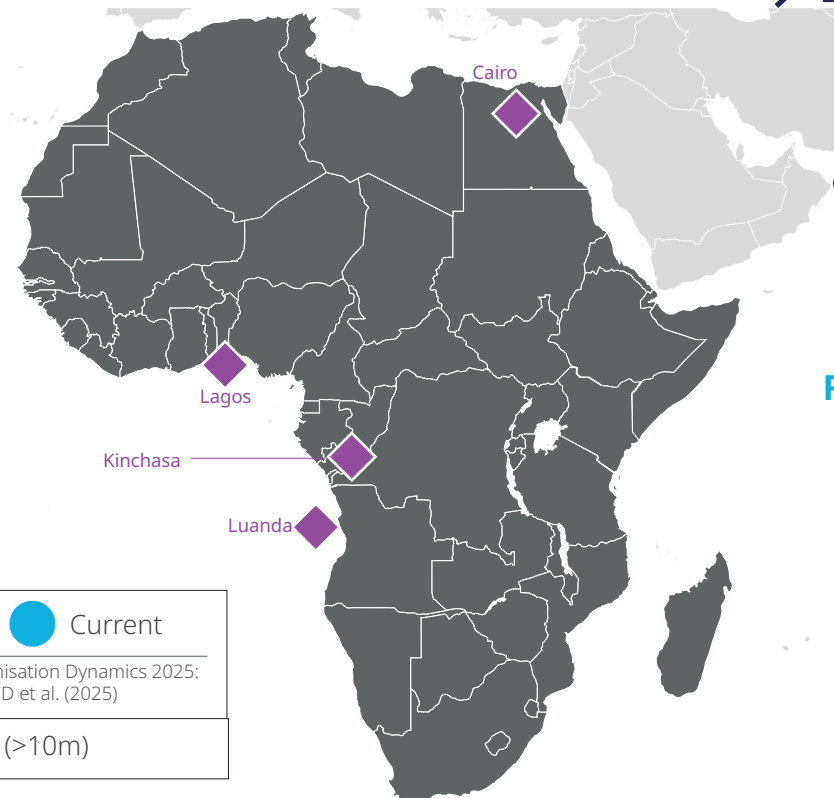 Cairo
Lagos
Kinchasa
Luanda
Current
nisation Dynamics 2025:
D et al. (2025)
(>10m)